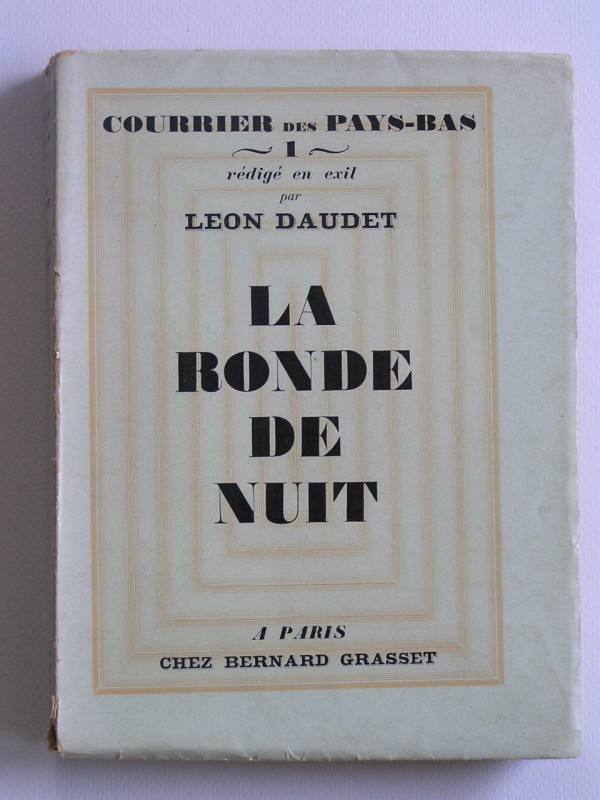 COURRIER DES PAYS-BAS
~ 1 ~
rédigé en exil
par
LEON DAUDET
LA
RONDE
DE
NUIT
A PARIS
CHEZ BERNARD GRASSET